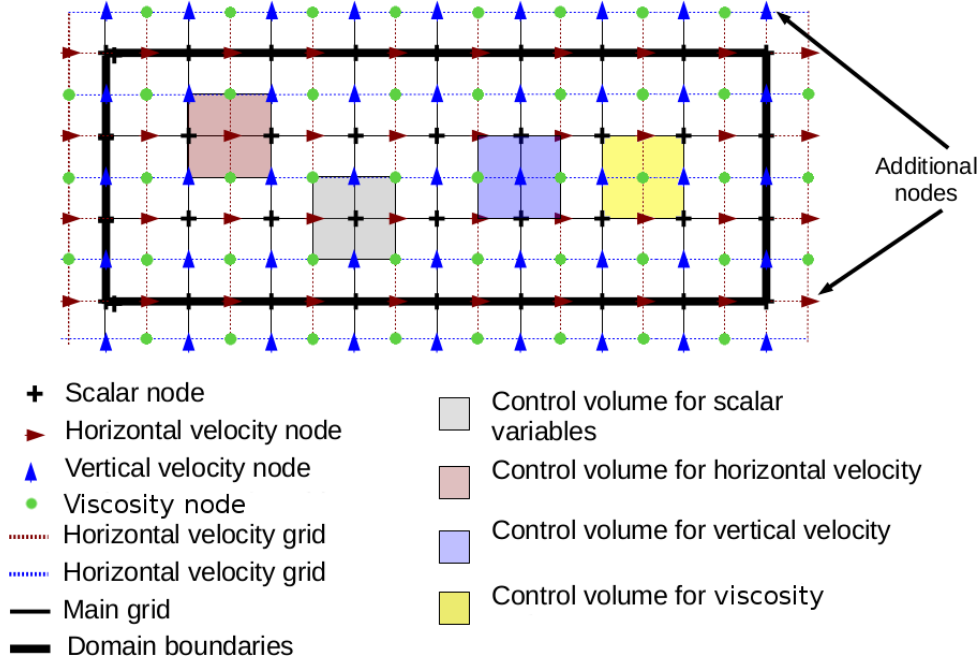 Additional
nodes
Scalar node
Horizontal velocity node
Vertical velocity node
Viscosity node
Horizontal velocity grid
Horizontal velocity grid
Main grid
Domain boundaries
Control volume for scalar
variables
Control volume for horizontal velocity
Control volume for vertical velocity
Control volume for viscosity